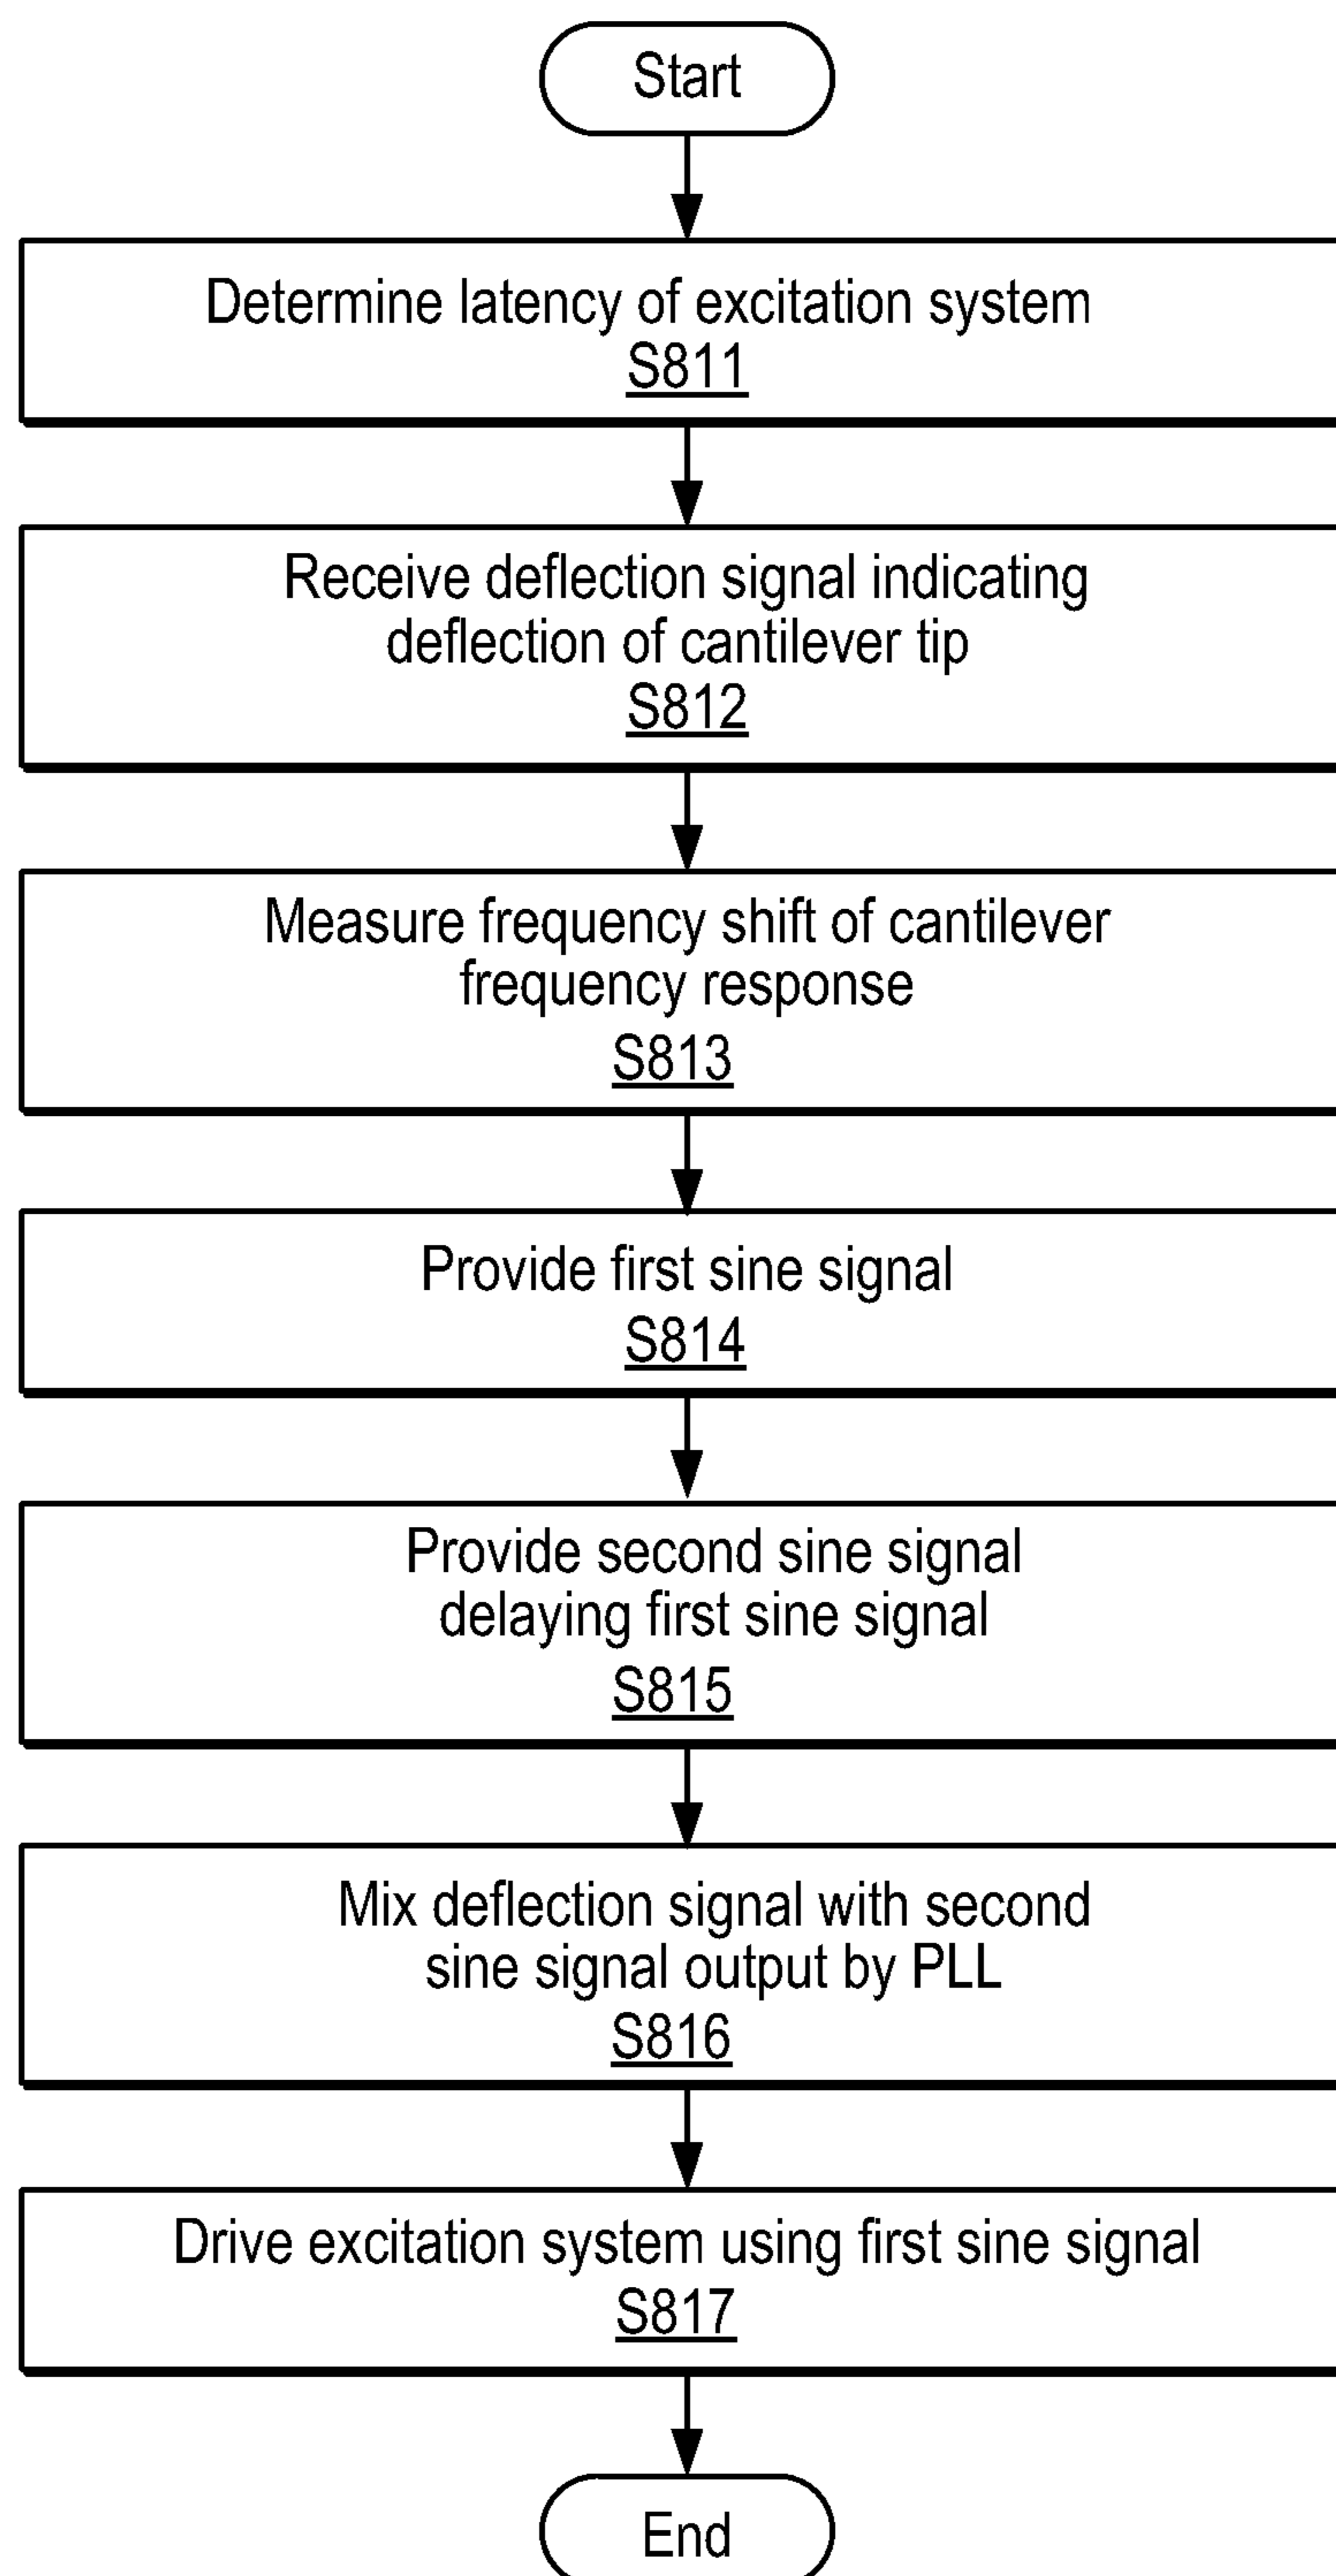 Start
Determine latency of excitation system
S811
Receive deflection signal indicating
deflection of cantilever tip
S812
Measure frequency shift of cantilever
frequency response
S813
Provide first sine signal
S814
Provide second sine signal
delaying first sine signal
S815
Mix deflection signal with second
sine signal output by PLL
S816
Drive excitation system using first sine signal
S817
End